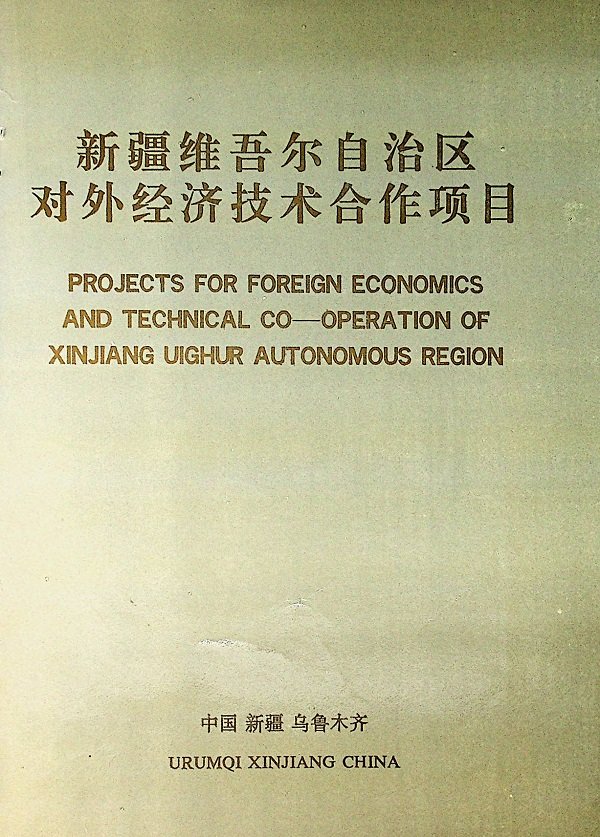 新疆维吾尔自治区
对外经济技术合作项目
PROJECTS FOR FOREIGN ECONOMICS
AND TECHNICAL CO—OPERATION OF
XINJIANG UIGHUR AUTONOMOUS REGION
中国 新疆 乌鲁木齐
URUMQI XINJIANG CHINA